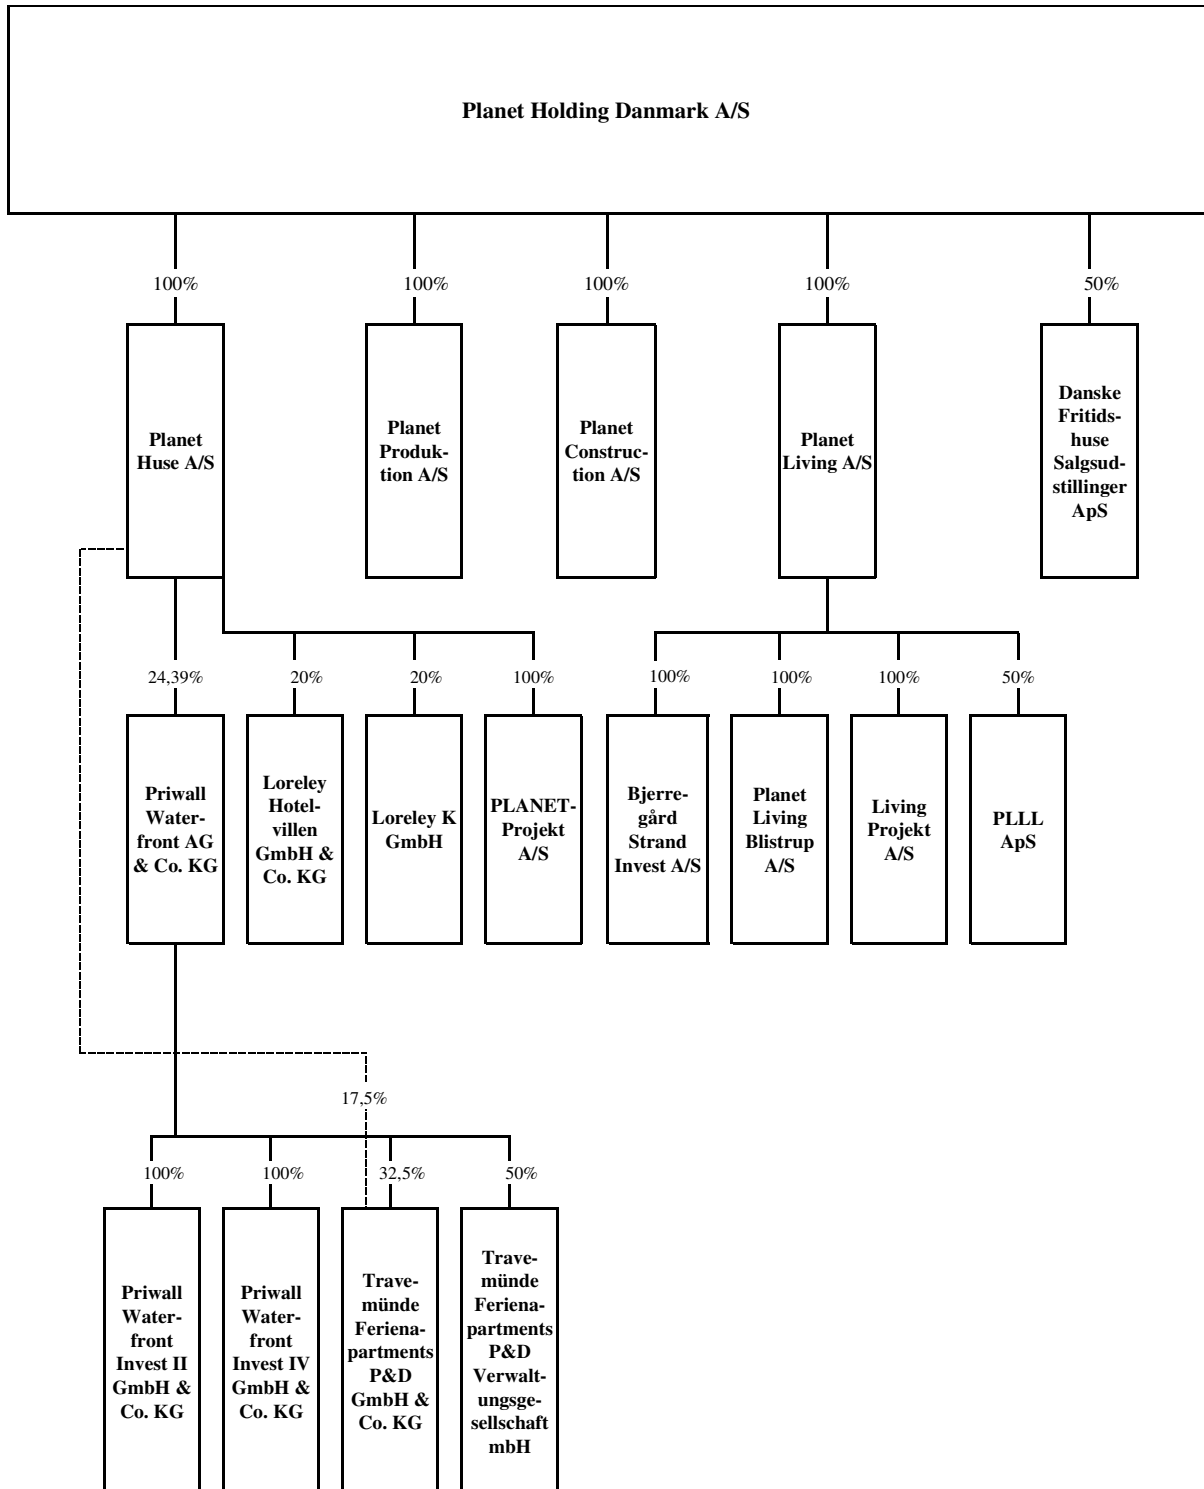 Planet Holding Danmark A/S
100%
100%
100%
100%
50%
Planet
Huse A/S
Planet
Produk-
tion A/S
Planet
Construc-
tion A/S
Planet
Living A/S
Danske
Fritids-
huse
Salgsud-
stillinger
ApS
24,39%
20%
20%
100%
100%
100%
100%
50%
Priwall
Water-
front AG
& Co. KG
Loreley
Hotel-
villen
GmbH &
Co. KG
Loreley K
GmbH
PLANET-
Projekt
A/S
Bjerre-
gård
Strand
Invest A/S
Planet
Living
Blistrup
A/S
Living
Projekt
A/S
PLLL
ApS
17,5%
100%
100%
32,5%
50%
Priwall
Water-
front
Invest II
GmbH &
Co. KG
Priwall
Water-
front
Invest IV
GmbH &
Co. KG
Trave-
münde
Feriena-
partments
P&D
GmbH &
Co. KG
Trave-
münde
Feriena-
partments
P&D
Verwalt-
ungsge-
sellschaft
mbH